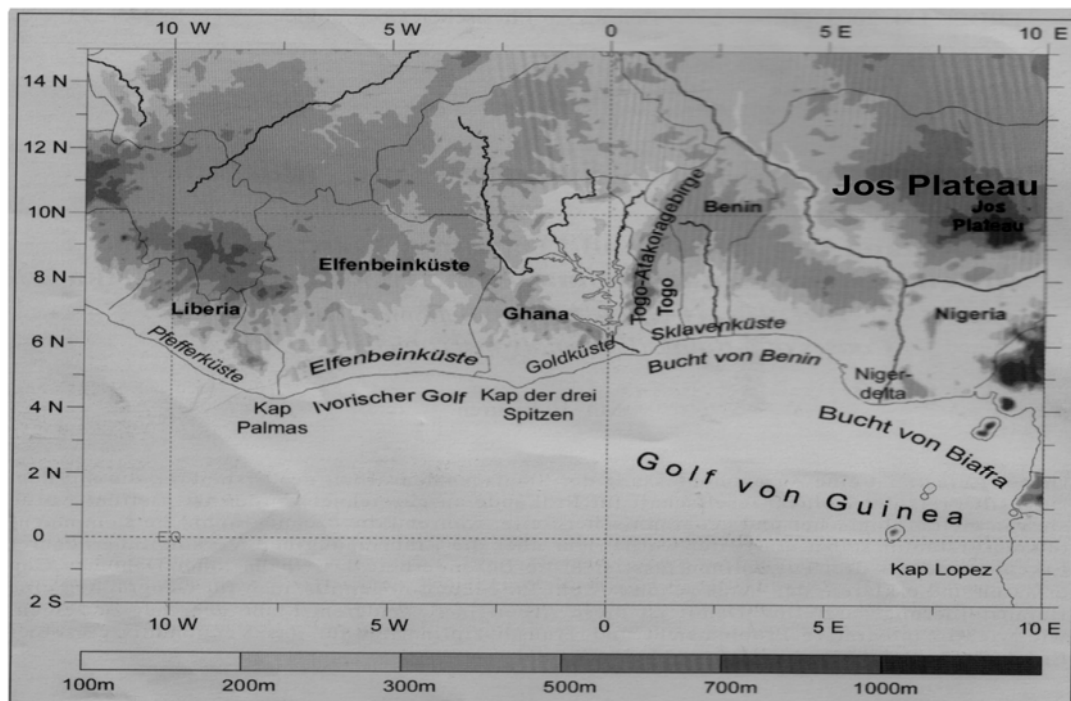 10 W
5 W
0
5 E
10 E
14 N
12 N
10N
8 N
6 N
4 N
2 N
0
2 S
Jos Plateau
Jos
Plateau
Togo-Atakoragebirge
Benin
Elfenbeinküste
Liberia
Ghana
Togo
Nigeria
Pfefferküste
Elfenbeinküste
Goldküste
Sklavenküste
Bucht von Benin
Niger-
delta
Kap
Palmas
Ivorischer Golf
Kap der drei
Spitzen
Bucht von Biafra
Golf von Guinea
Kap Lopez
10 W
5 W
0
5 E
10 E
100m
200m
300m
500m
700m
1000m